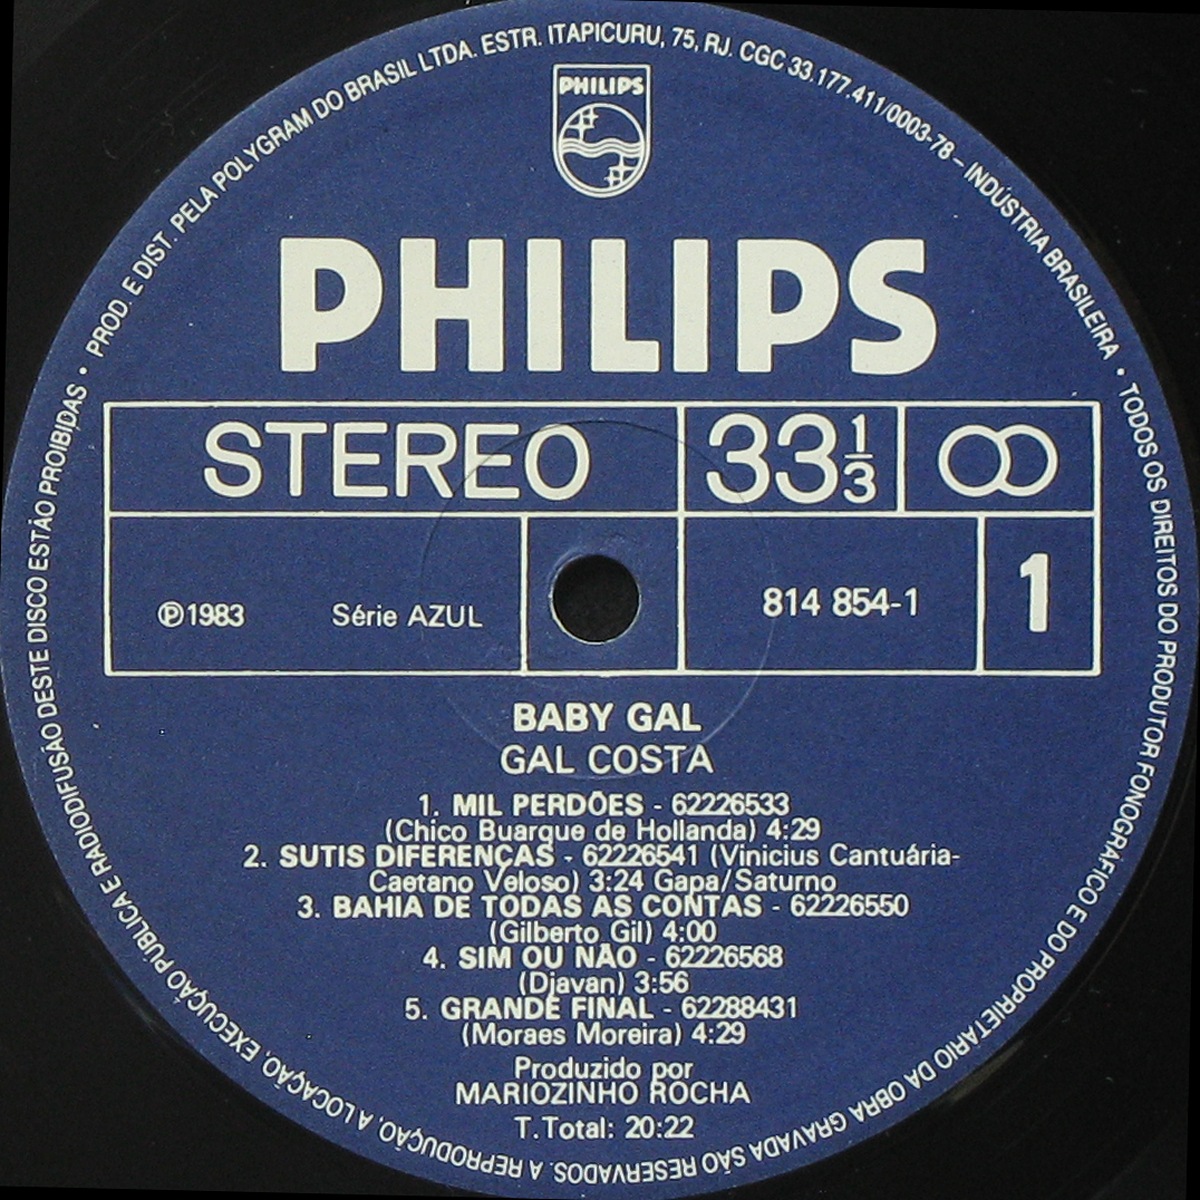 PROD. E DIST. PELA POLYGRAM DO BRASIL LTDA. ESTR. ITAPICURU, 75, RJ. CGC 33.177.411/0003-78 – INDÚSTRIA BRASILEIRA •
TODOS OS DIREITOS DO PRODUTOR FONOGRÁFICO E DO PROPRIETÁRIO DA OBRA GRAVADA SÃO RESERVADOS. A REPRODUÇÃO, A LOCAÇÃO, EXECUÇÃO PÚBLICA E RADIODIFUSÃO DESTE DISCO ESTÃO PROIBIDAS •
PHILIPS
PHILIPS
STEREO 33 1/3
℗ 1983 Série AZUL 814 854-1 1
BABY GAL
GAL COSTA
1. MIL PERDÕES - 62226533
(Chico Buarque de Hollanda) 4:29
2. SUTIS DIFERENÇAS - 62226541 (Vinicius Cantuária-
Caetano Veloso) 3:24 Gapa/Saturno
3. BAHIA DE TODAS AS CONTAS - 62226550
(Gilberto Gil) 4:00
4. SIM OU NÃO - 62226568
(Djavan) 3:56
5. GRANDE FINAL - 62288431
(Moraes Moreira) 4:29
Produzido por
MARIOZINHO ROCHA
T.Total: 20:22